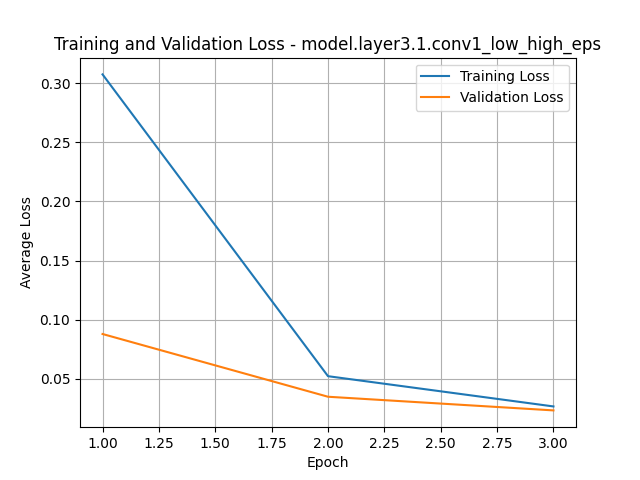 Training and Validation Loss - model.layer3.1.conv1_low_high_eps
Training Loss
Validation Loss
Average Loss
0.30
0.25
0.20
0.15
0.10
0.05
1.00 1.25 1.50 1.75 2.00 2.25 2.50 2.75 3.00
Epoch